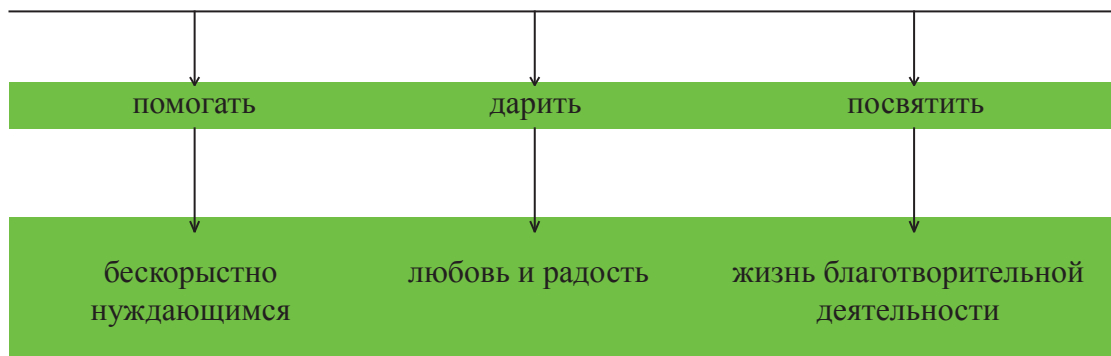 помогать дарить посвятить
бескорыстно любовь и радость жизнь благотворительной
нуждающимся деятельности